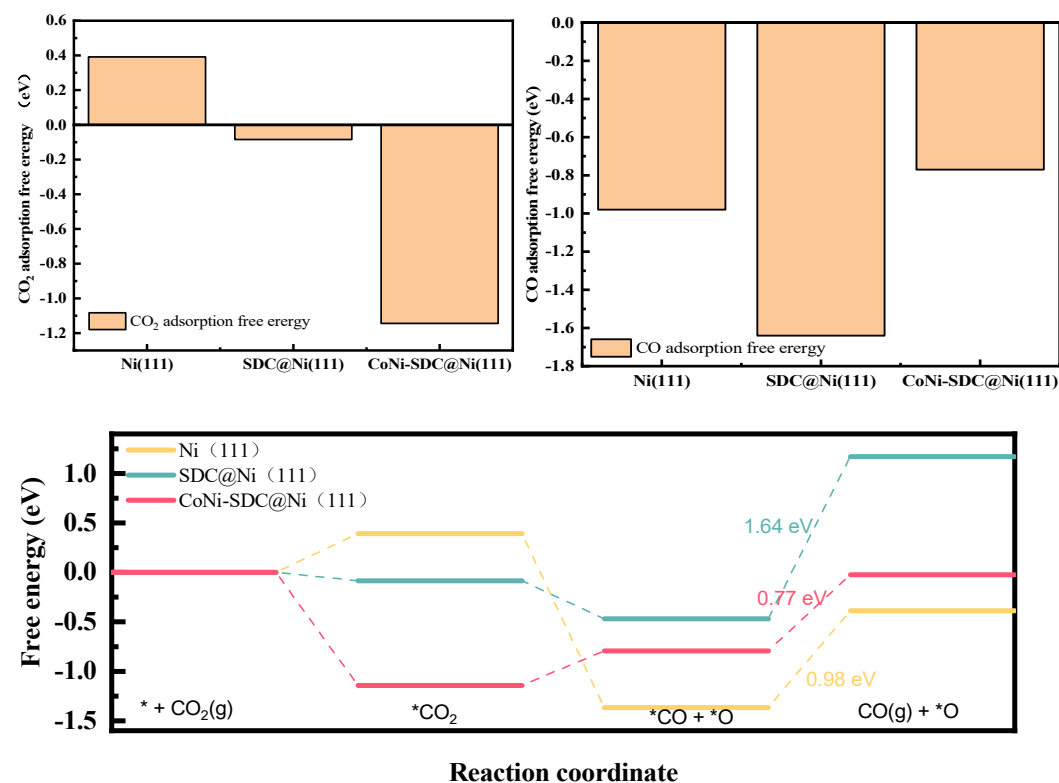 0.6
0.4
0.2
0.0
-0.2
-0.4
-0.6
-0.8
-1.0
-1.2
CO₂ adsorption free erergy （eV）
CO₂ adsorption free erergy
Ni(111) SDC@Ni(111) CoNi-SDC@Ni(111)
0.0
-0.2
-0.4
-0.6
-0.8
-1.0
-1.2
-1.4
-1.6
-1.8
CO adsorption free energy (eV)
CO adsorption free energy
Ni(111) SDC@Ni(111) CoNi-SDC@Ni(111)
1.0
0.5
0.0
-0.5
-1.0
-1.5
Free energy (eV)
Ni（111）
SDC@Ni（111）
CoNi-SDC@Ni（111）
1.64 eV
0.77 eV
0.98 eV
* + CO₂(g) *CO₂ *CO + *O CO(g) + *O
Reaction coordinate